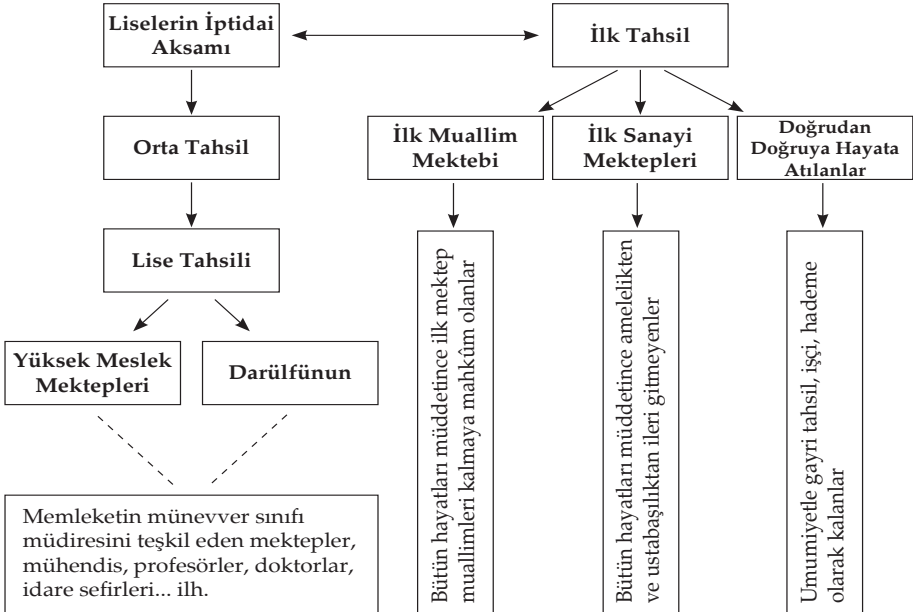 Liselerin İptidai
Aksamı
İlk Tahsil
Orta Tahsil
İlk Muallim
Mektebi
İlk Sanayi
Mektepleri
Doğrudan
Doğruya Hayata
Atılanlar
Lise Tahsili
Yüksek Meslek
Mektepleri
Darülfünun
Memleketin münevver sınıfı
müdiresini teşkil eden mektepler,
mühendis, profesörler, doktorlar,
idare sefirleri... ilh.
Bütün hayatları müddetince ilk mektep
muallimleri kalmaya mahkûm olanlar
Bütün hayatları müddetince amelelikten
ve ustabaşılıktan ileri gitmeyenler
Umumiyetle gayri tahsil, işçi, hademe
olarak kalanlar